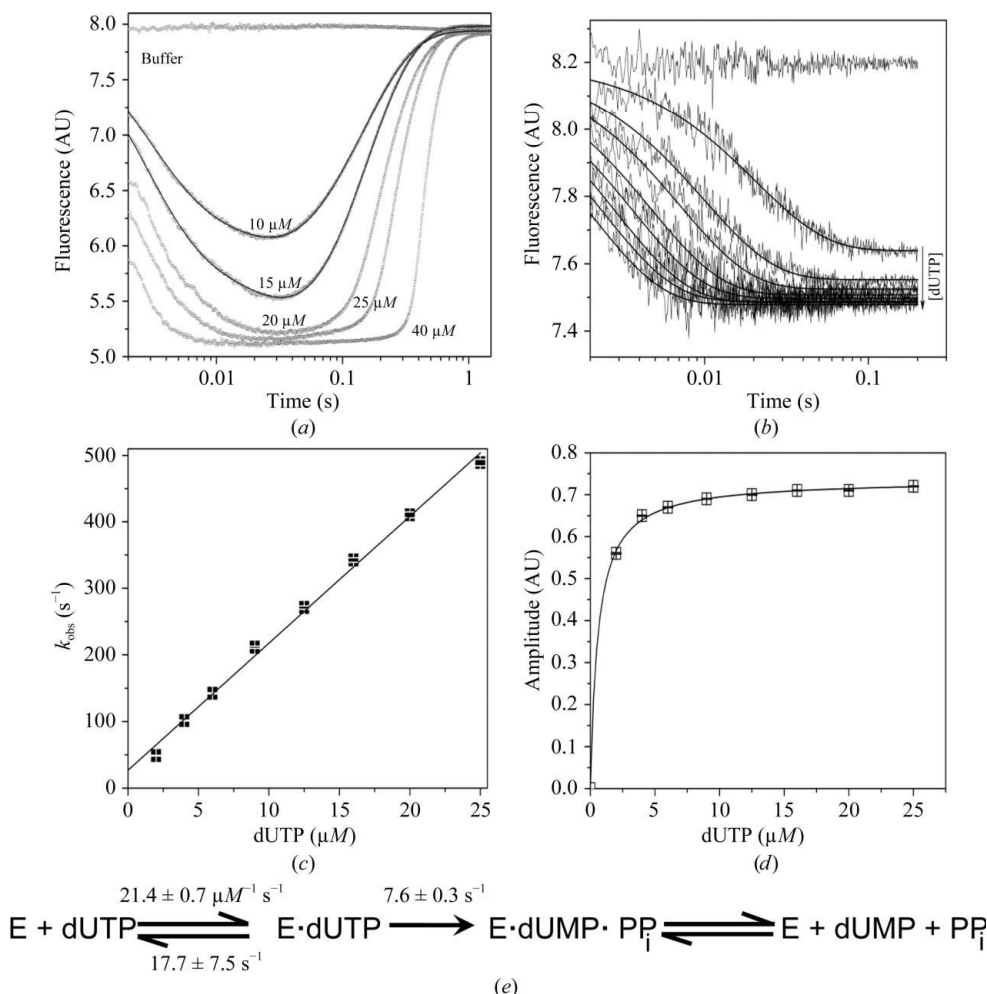 8.0
7.5
7.0
6.5
6.0
5.5
5.0
Fluorescence (AU)
Buffer
10 µM
15 µM
20 µM
25 µM
40 µM
0.01 0.1 1
Time (s)
(a)
8.2
8.0
7.8
7.6
7.4
Fluorescence (AU)
[dUTP]
0.01 0.1
Time (s)
(b)
500
400
300
200
100
0
k_obs (s⁻¹)
0 5 10 15 20 25
dUTP (µM)
(c)
0.8
0.7
0.6
0.5
0.4
0.3
0.2
0.1
0.0
Amplitude (AU)
0 5 10 15 20 25
dUTP (µM)
(d)
21.4 ± 0.7 µM⁻¹ s⁻¹ 7.6 ± 0.3 s⁻¹
E + dUTP E·dUTP E·dUMP· PPi E + dUMP + PPi
17.7 ± 7.5 s⁻¹
(e)